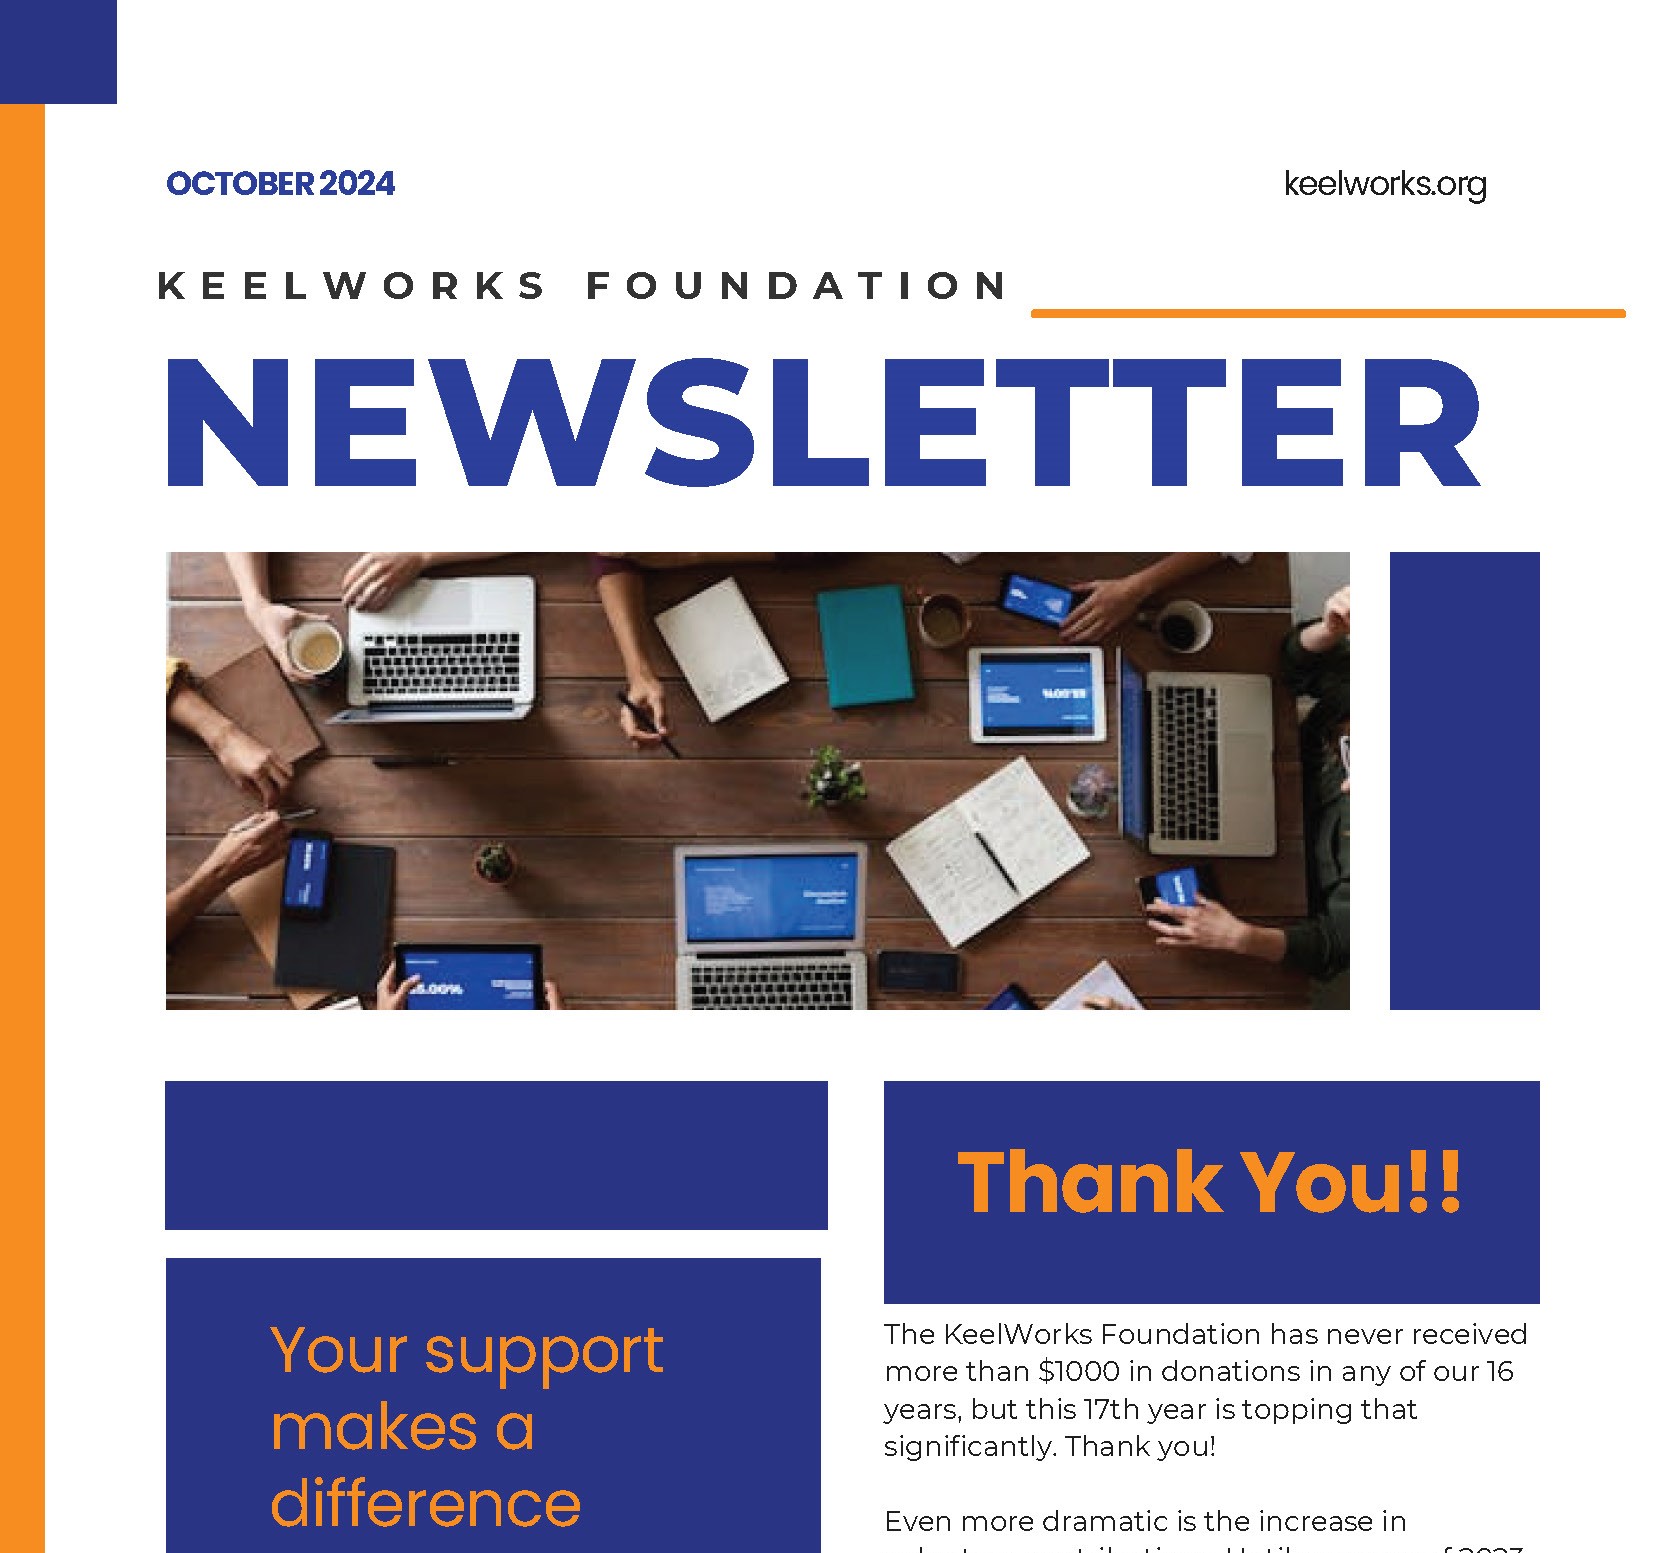 OCTOBER 2024
keelworks.org
KEELWORKS FOUNDATION
NEWSLETTER
Your support
makes a
difference
Thank You!!
The KeelWorks Foundation has never received
more than $1000 in donations in any of our 16
years, but this 17th year is topping that
significantly. Thank you!
Even more dramatic is the increase in